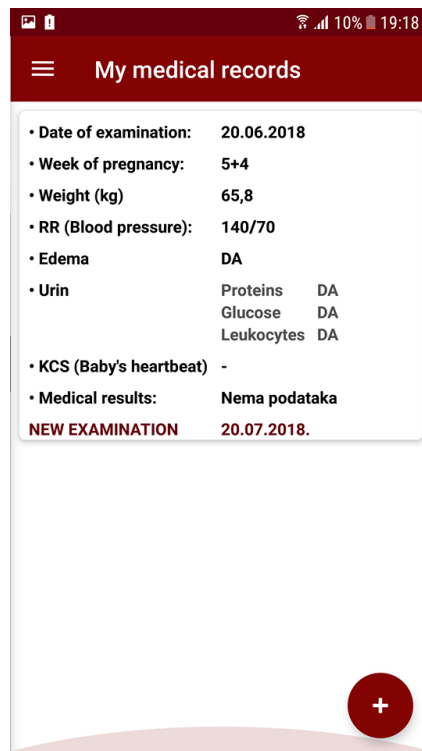 10% 19:18
My medical records
• Date of examination: 20.06.2018
• Week of pregnancy: 5+4
• Weight (kg) 65,8
• RR (Blood pressure): 140/70
• Edema DA
• Urin Proteins DA
Glucose DA
Leukocytes DA
• KCS (Baby's heartbeat) -
• Medical results: Nema podataka
NEW EXAMINATION 20.07.2018.
+